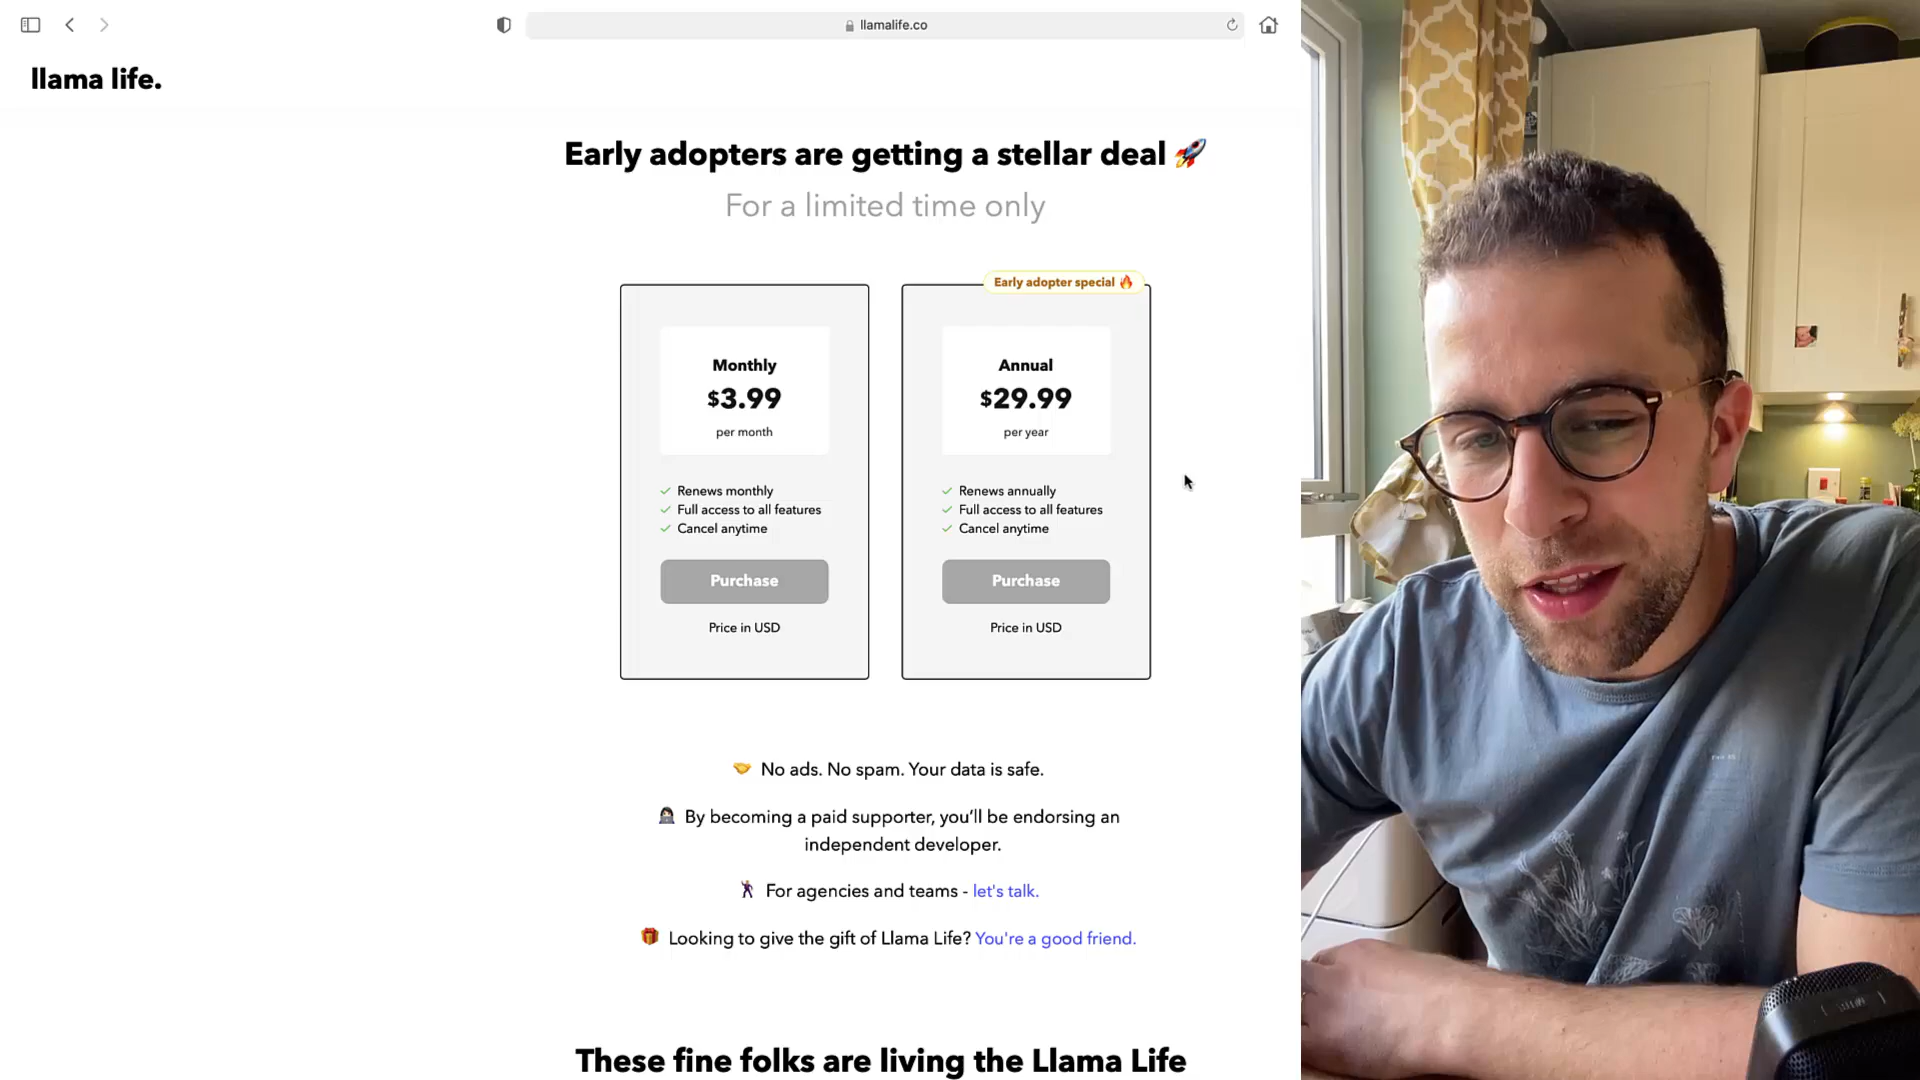 llamalife.co
llama life.
Early adopters are getting a stellar deal 🚀
For a limited time only
Early adopter special 🔥
Monthly
$3.99
per month
✓ Renews monthly
✓ Full access to all features
✓ Cancel anytime
Purchase
Price in USD
Annual
$29.99
per year
✓ Renews annually
✓ Full access to all features
✓ Cancel anytime
Purchase
Price in USD
No ads. No spam. Your data is safe.
By becoming a paid supporter, you’ll be endorsing an
independent developer.
For agencies and teams - let's talk.
Looking to give the gift of Llama Life? You're a good friend.
These fine folks are living the Llama Life